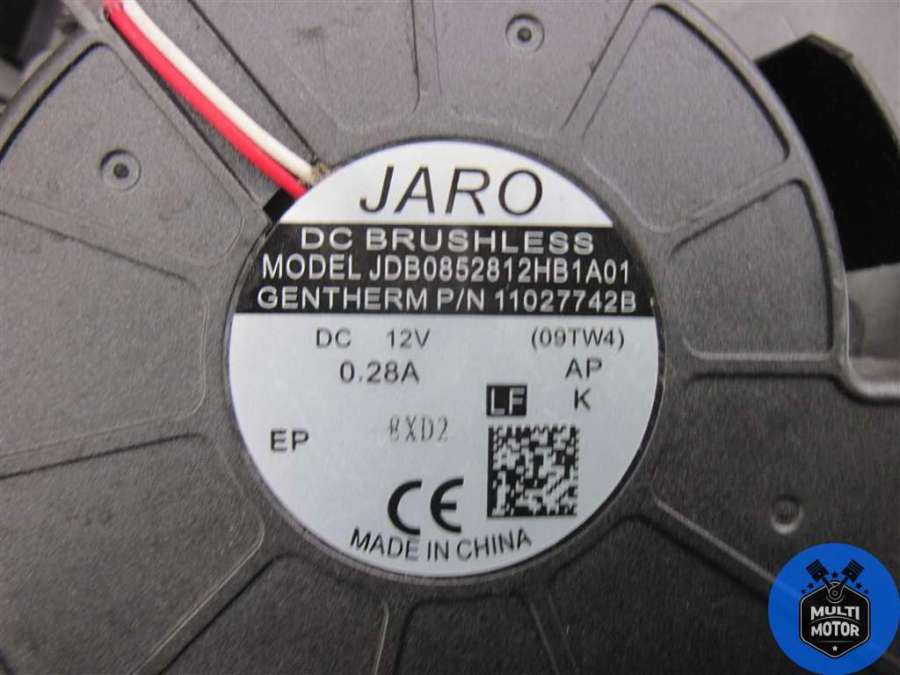 JARO
DC BRUSHLESS
MODEL JDB0852812HB1A01
GENTHERM P/N 11027742B
DC 12V (09TW4)
0.28A AP
LF K
EP
CE
MADE IN CHINA
MULTI
MOTOR